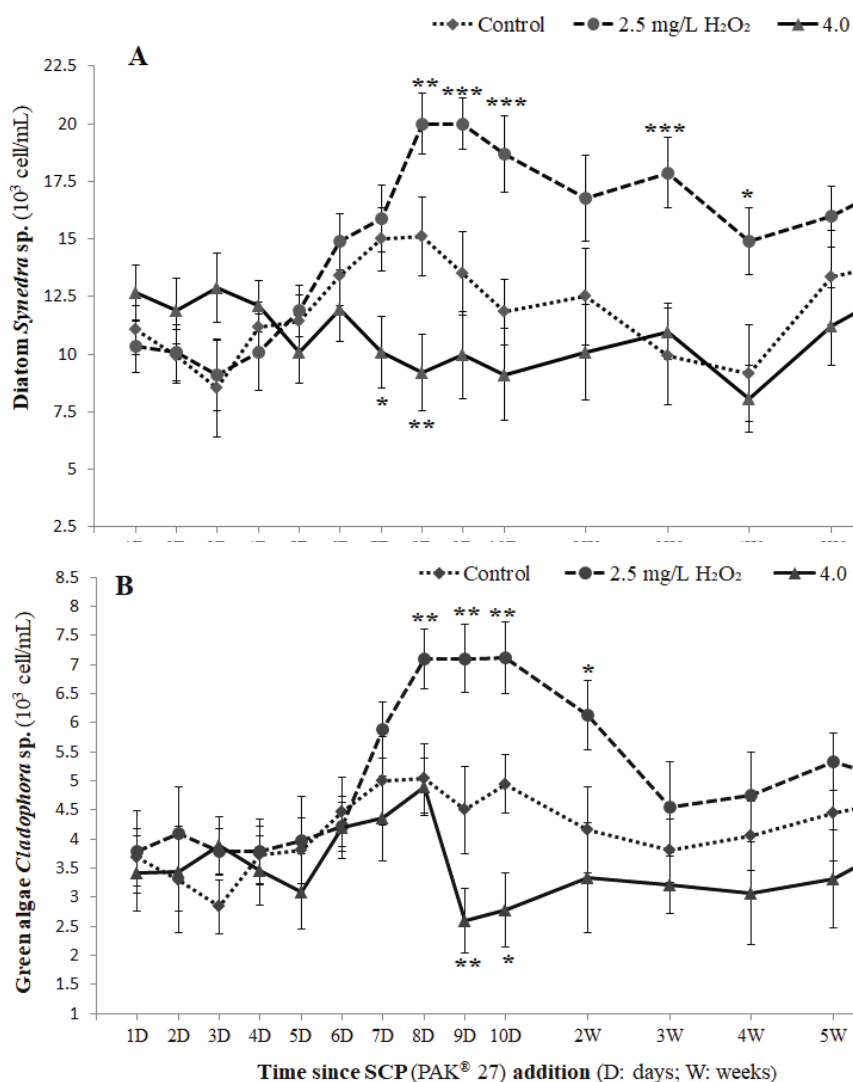 Control 2.5 mg/L H₂O₂ 4.0
A
22.5
20
17.5
15
12.5
10
7.5
5
2.5
Diatom Synedra sp. (10³ cell/mL)
** *** *** *** *
* **
Control 2.5 mg/L H₂O₂ 4.0
B
8.5
8
7.5
7
6.5
6
5.5
5
4.5
4
3.5
3
2.5
2
1.5
1
Green algae Cladophora sp. (10³ cell/mL)
** ** ** *
** *
1D 2D 3D 4D 5D 6D 7D 8D 9D 10D 2W 3W 4W 5W
Time since SCP (PAK® 27) addition (D: days; W: weeks)